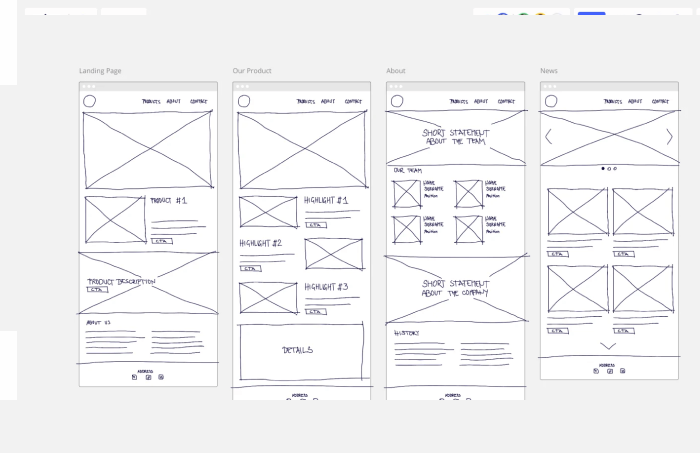 Landing Page
PRODUCTS ABOUT CONTACT
PRODUCT #1
CTA
PRODUCT DESCRIPTION
CTA
ABOUT US
ADDRESS
Our Product
PRODUCTS ABOUT CONTACT
HIGHLIGHT #1
CTA
HIGHLIGHT #2
CTA
HIGHLIGHT #3
CTA
DETAILS
ADDRESS
About
PRODUCTS ABOUT CONTACT
SHORT STATEMENT
ABOUT THE TEAM
OUR TEAM
NAME
SURNAME
POSITION
NAME
SURNAME
POSITION
NAME
SURNAME
POSITION
NAME
SURNAME
POSITION
SHORT STATEMENT
ABOUT THE COMPANY
HISTORY
ADDRESS
News
PRODUCTS ABOUT CONTACT
CTA
CTA
CTA
CTA
ADDRESS